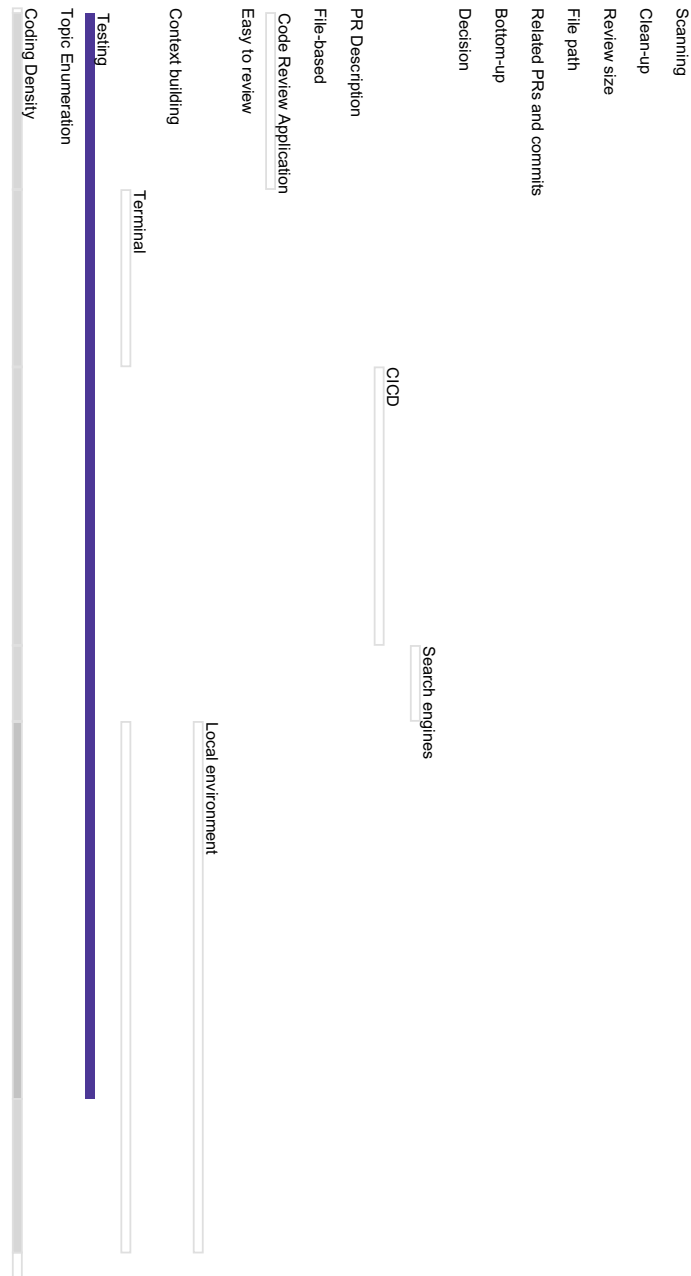 Scanning
Clean-up
Review size
File path
Related PRs and commits
Bottom-up
Decision
Search engines
CICD
PR Description
File-based
Code Review Application
Easy to review
Local environment
Context building
Terminal
Testing
Topic Enumeration
Coding Density